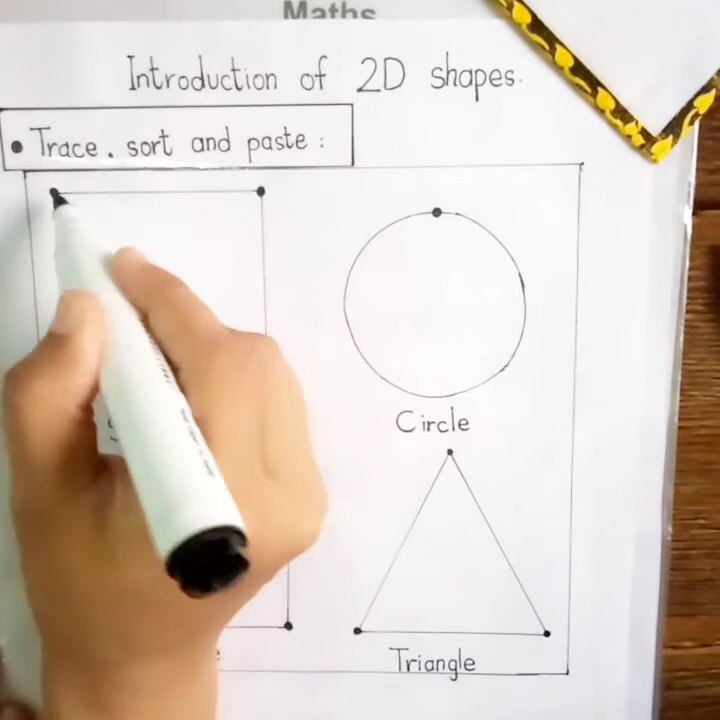 Maths
Introduction of 2D shapes.
• Trace. sort and paste :
Circle
Triangle